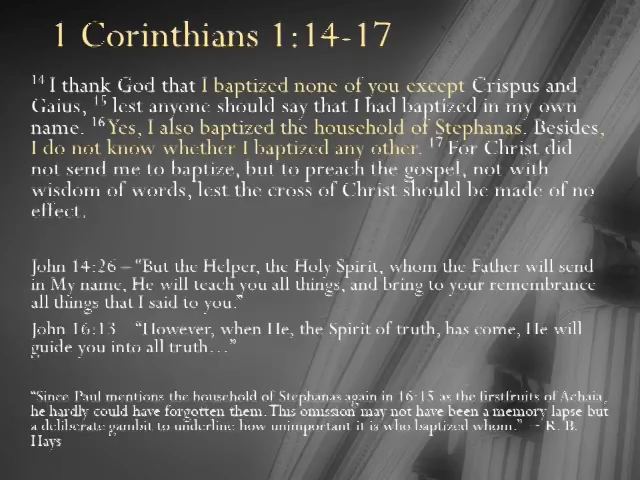 1 Corinthians 1:14-17
14 I thank God that I baptized none of you except Crispus and
Gaius, 15 lest anyone should say that I had baptized in my own
name. 16 Yes, I also baptized the household of Stephanas. Besides,
I do not know whether I baptized any other. 17 For Christ did
not send me to baptize, but to preach the gospel, not with
wisdom of words, lest the cross of Christ should be made of no
effect.
John 14:26 – “But the Helper, the Holy Spirit, whom the Father will send
in My name, He will teach you all things, and bring to your remembrance
all things that I said to you.”
John 16:13 – “However, when He, the Spirit of truth, has come, He will
guide you into all truth…”
“Since Paul mentions the household of Stephanas again in 16:15 as the firstfruits of Achaia,
he hardly could have forgotten them. This omission may not have been a memory lapse but
a deliberate gambit to underline how unimportant it is who baptized whom.” ~ R. B.
Hays